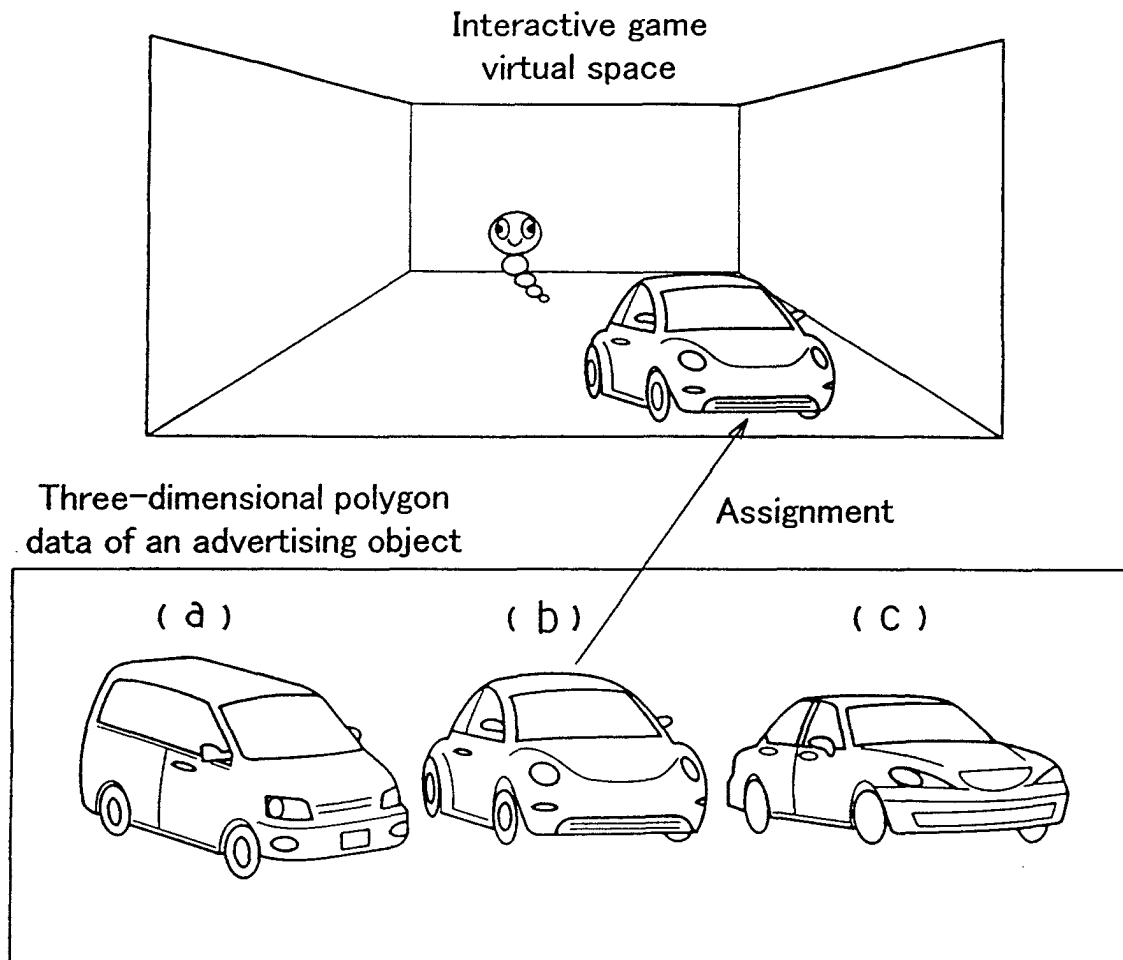 Interactive game
virtual space
Three-dimensional polygon
data of an advertising object
Assignment
( a )
( b )
( c )